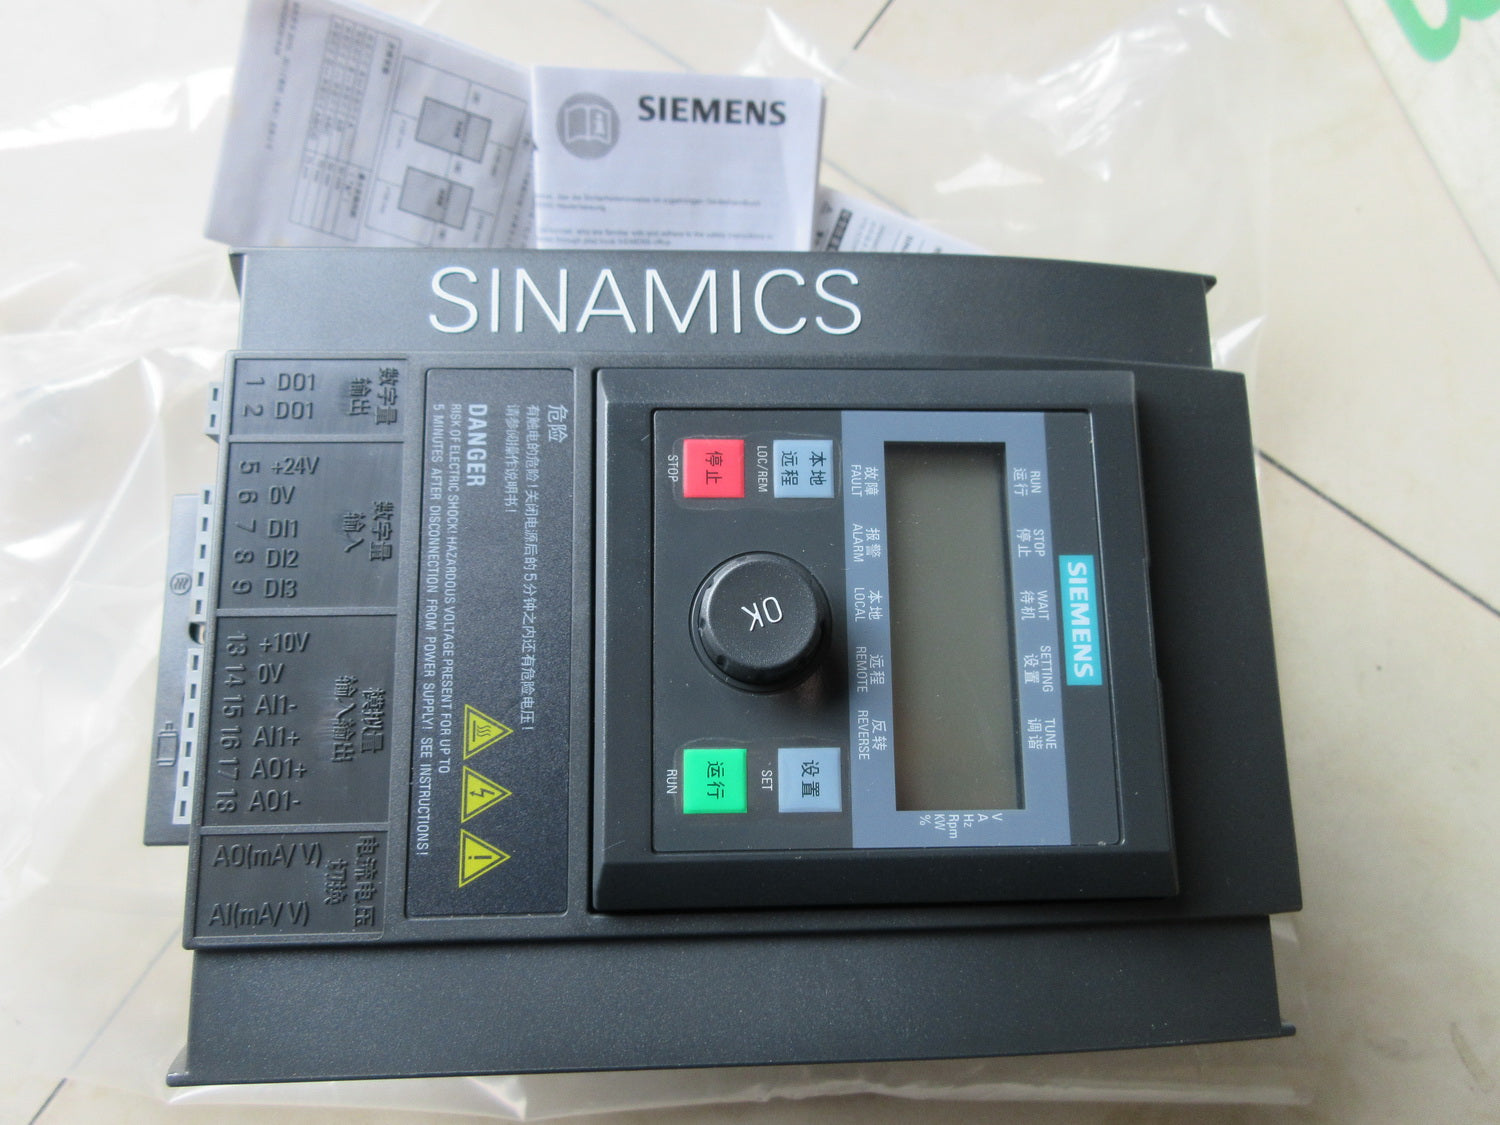 SIEMENS
SINAMICS
数字量
输出
1 DO1
2 DO1
数字量
输入
5 +24V
6 0V
7 DI1
8 DI2
9 DI3
模拟量
输入输出
13 +10V
14 0V
15 AI1-
16 AI1+
17 AO1+
18 AO1-
电流电压
切换
AO(mA/V)
AI(mA/V)
危险
有触电的危险!关闭电源后的5分钟之内还有危险电压!
请参阅操作说明书!
DANGER
RISK OF ELECTRIC SHOCK! HAZARDOUS VOLTAGE PRESENT FOR UP TO
5 MINUTES AFTER DISCONNECTION FROM POWER SUPPLY! SEE INSTRUCTIONS!
SIEMENS
RUN
运行
STOP
停止
WAIT
待机
SETTING
设置
TUNE
调谐
V
A
Hz
Rpm
KW
%
故障
FAULT
报警
ALARM
本地
LOCAL
远程
REMOTE
反转
REVERSE
本地
远程
LOC/REM
设置
SET
OK
停止
STOP
运行
RUN